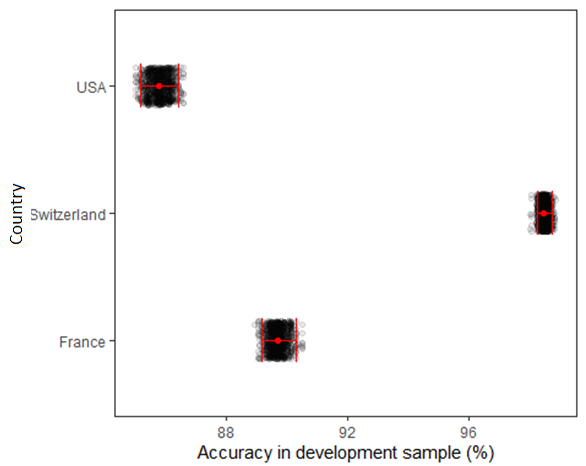 USA
Switzerland
France
Country
88 92 96
Accuracy in development sample (%)